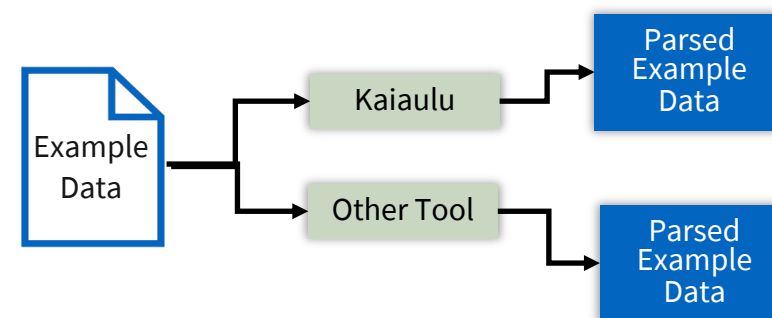 Example
Data
Kaiaulu
Other Tool
Parsed
Example
Data
Parsed
Example
Data